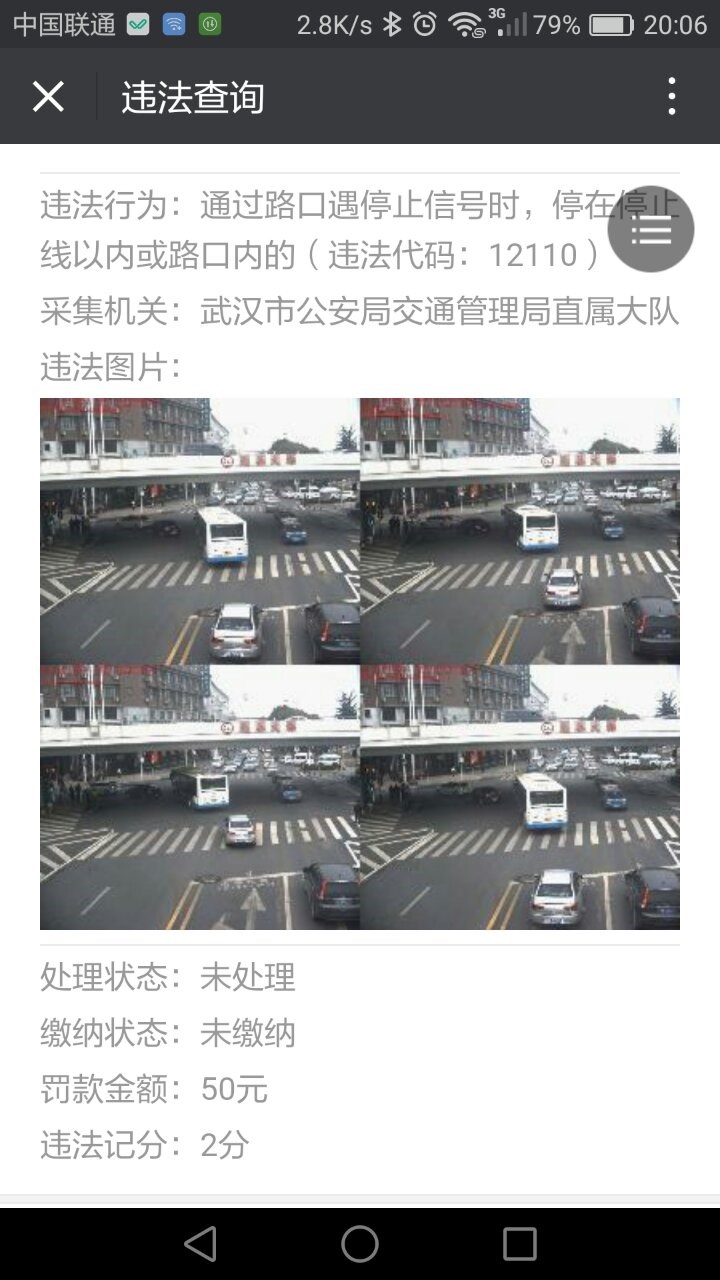 中国联通 2.8K/s 3G 79% 20:06
违法查询
违法行为：通过路口遇停止信号时，停在停止
线以内或路口内的（违法代码：12110）
采集机关：武汉市公安局交通管理局直属大队
违法图片：
处理状态：未处理
缴纳状态：未缴纳
罚款金额：50元
违法记分：2分